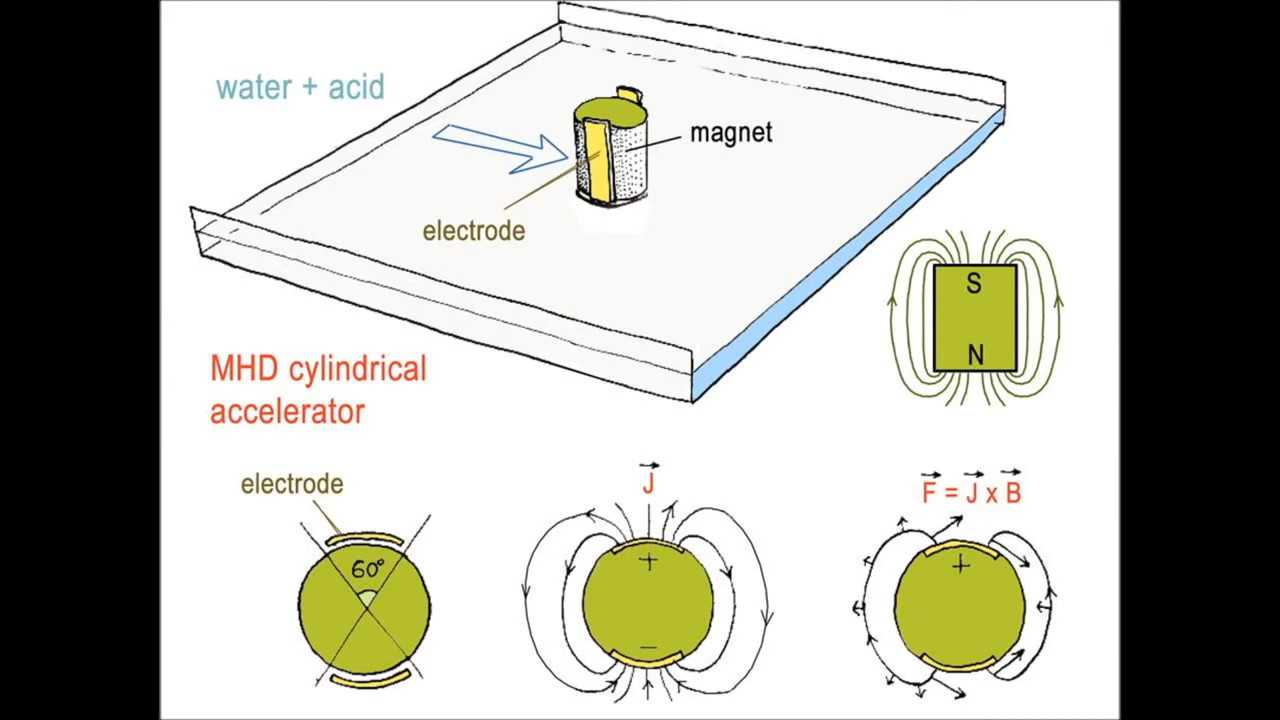 water + acid
magnet
electrode
S
N
MHD cylindrical
accelerator
electrode
60°
J
+
−
F = J x B
+